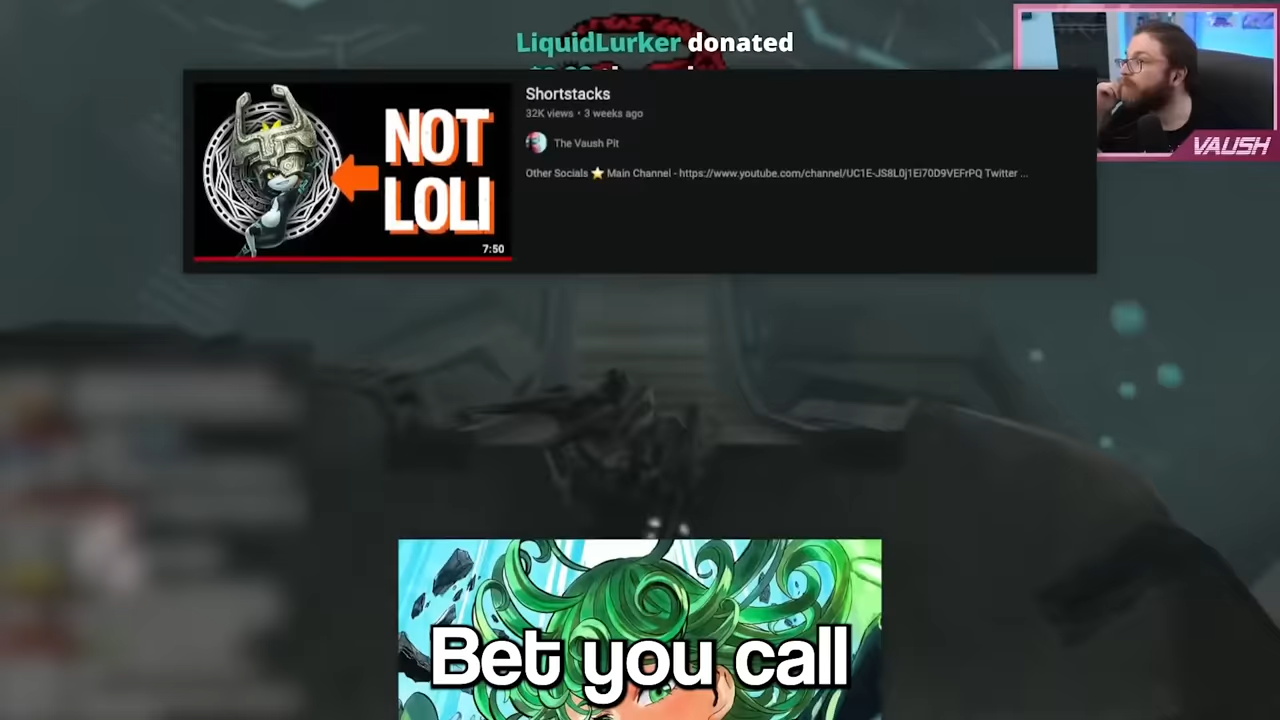 LiquidLurker donated
NOT
LOLI
7:50
Shortstacks
32K views • 3 weeks ago
The Vaush Pit
Other Socials ⭐ Main Channel - https://www.youtube.com/channel/UC1E-JS8L0j1Ei70D9VEFrPQ Twitter ...
VAUSH
Bet you call